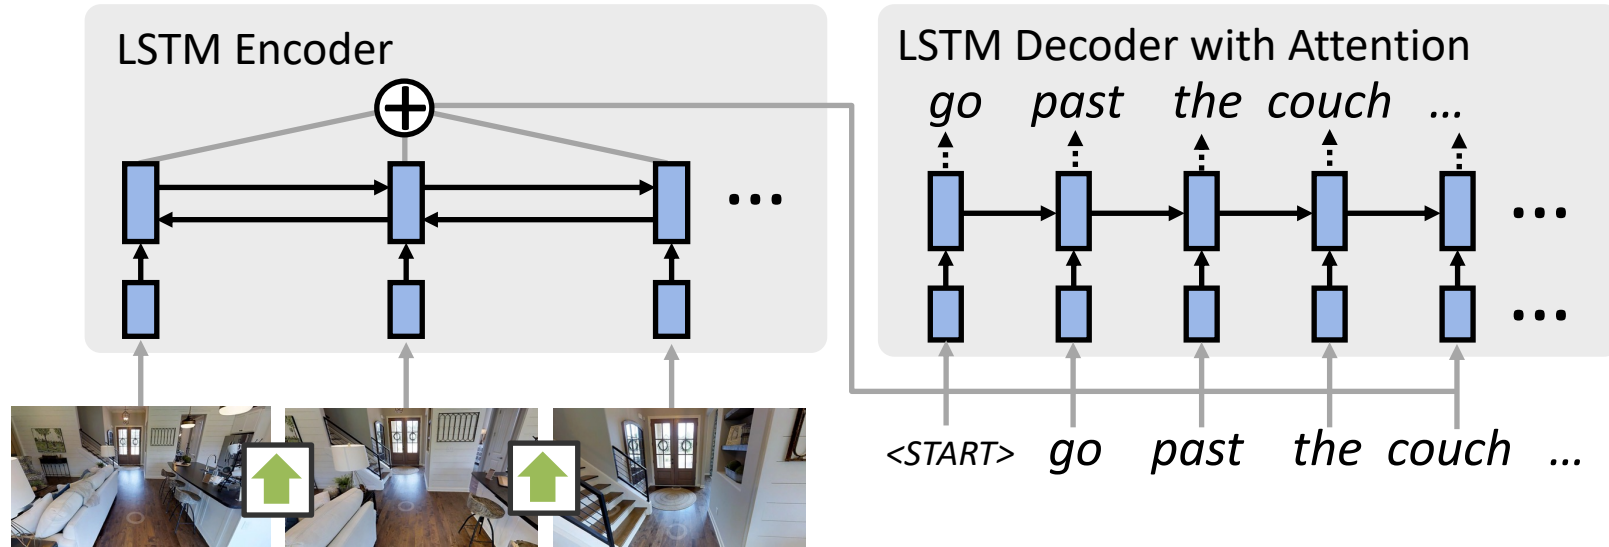 LSTM Encoder
LSTM Decoder with Attention
go past the couch ...
...
...
...
<START> go past the couch ...